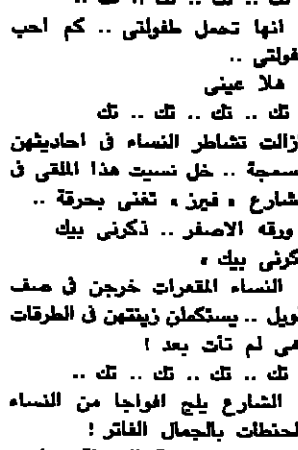 تك .. تك .. تك .. تك ..
انها تحمل طفولتى .. كم احب
فولتى ..
هلا عينى
تك .. تك .. تك .. تك
زالت تشاطر النساء فى احاديثهن
سمجة .. خل نسيت هذا الملقى فى
شارع « فيرز » تغنى بحرقة ..
ورقه الاصفر .. ذكرنى بيك
كرنى بيك »
النساء المقعرات خرجن فى صف
ويل .. يستكملن زينتهن فى الطرقات
هى لم تأت بعد !
تك .. تك .. تك .. تك ..
الشارع يلج افواجا من النساء
لحنطات بالجمال الفاتر !